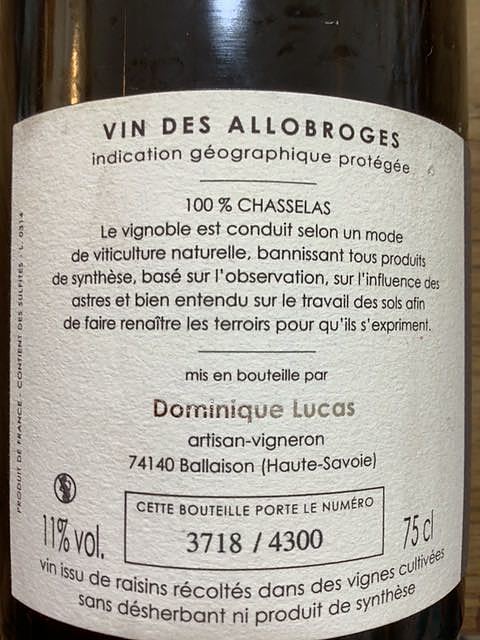 VIN DES ALLOBROGES
indication géographique protégée
100 % CHASSELAS
Le vignoble est conduit selon un mode
de viticulture naturelle, bannissant tous produits
de synthèse, basé sur l'observation, sur l'influence des
astres et bien entendu sur le travail des sols afin
de faire renaître les terroirs pour qu'ils s'expriment.
mis en bouteille par
Dominique Lucas
artisan-vigneron
74140 Ballaison (Haute-Savoie)
CETTE BOUTEILLE PORTE LE NUMÉRO
3718 / 4300
11% vol.
75 cl
vin issu de raisins récoltés dans des vignes cultivées
sans désherbant ni produit de synthèse
PRODUIT DE FRANCE - CONTIENT DES SULFITES - L. 0314